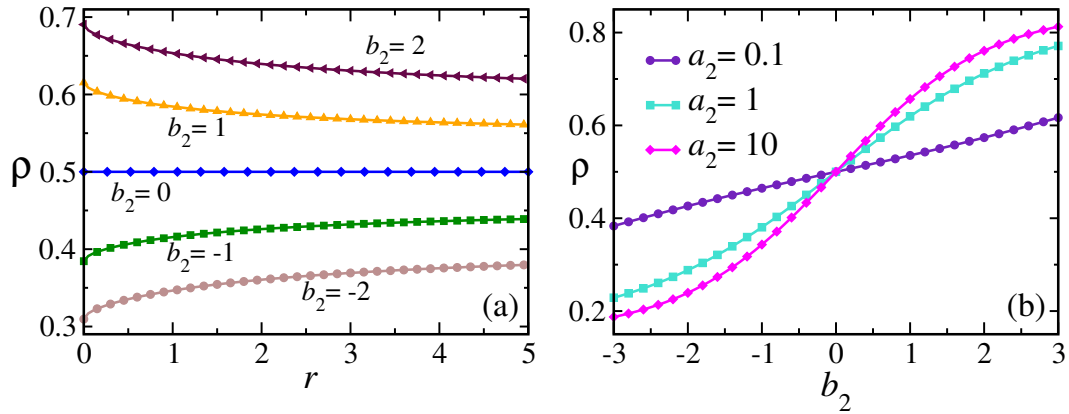 0.7
0.6
0.5
0.4
0.3
ρ
b2= 2
b2= 1
b2= 0
b2= -1
b2= -2
(a)
0 1 2 3 4 5
r
0.8
0.6
0.4
0.2
ρ
a2= 0.1
a2= 1
a2= 10
(b)
-3 -2 -1 0 1 2 3
b2